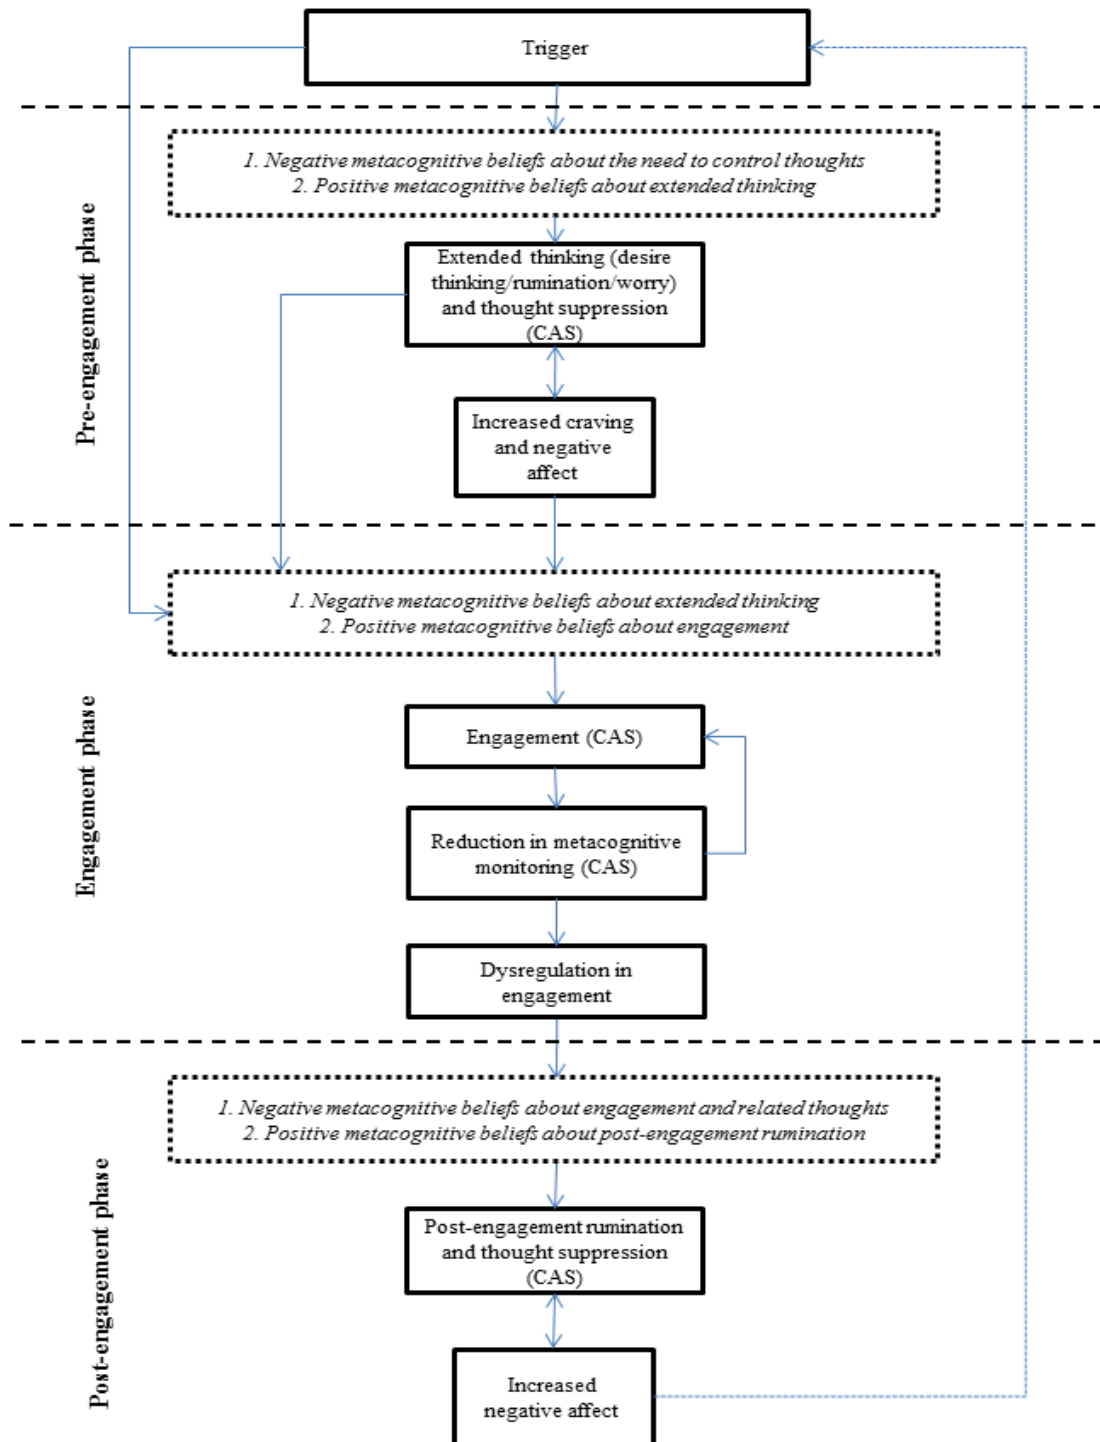 Trigger
Pre-engagement phase
1. Negative metacognitive beliefs about the need to control thoughts
2. Positive metacognitive beliefs about extended thinking
Extended thinking (desire
thinking/rumination/worry)
and thought suppression
(CAS)
Increased craving
and negative
affect
Engagement phase
1. Negative metacognitive beliefs about extended thinking
2. Positive metacognitive beliefs about engagement
Engagement (CAS)
Reduction in metacognitive
monitoring (CAS)
Dysregulation in
engagement
Post-engagement phase
1. Negative metacognitive beliefs about engagement and related thoughts
2. Positive metacognitive beliefs about post-engagement rumination
Post-engagement rumination
and thought suppression
(CAS)
Increased
negative affect